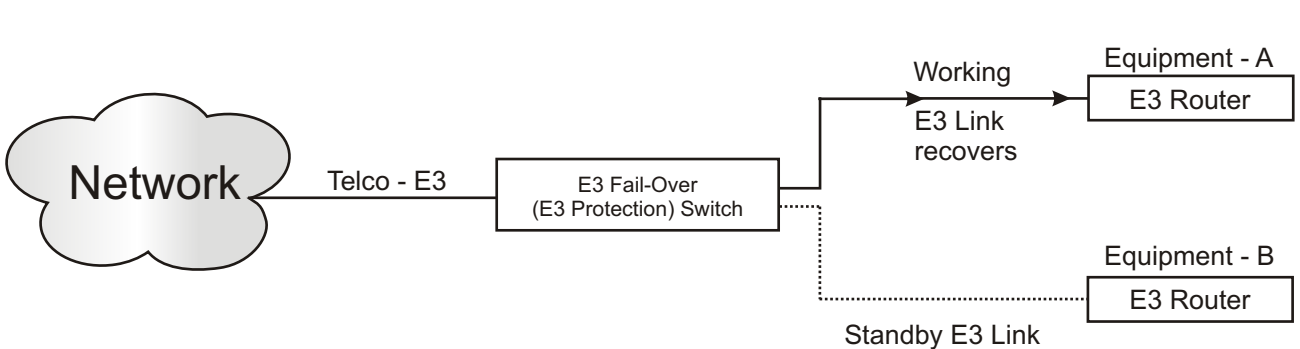 Network
Telco - E3
E3 Fail-Over
(E3 Protection) Switch
Working
E3 Link
recovers
Equipment - A
E3 Router
Equipment - B
E3 Router
Standby E3 Link